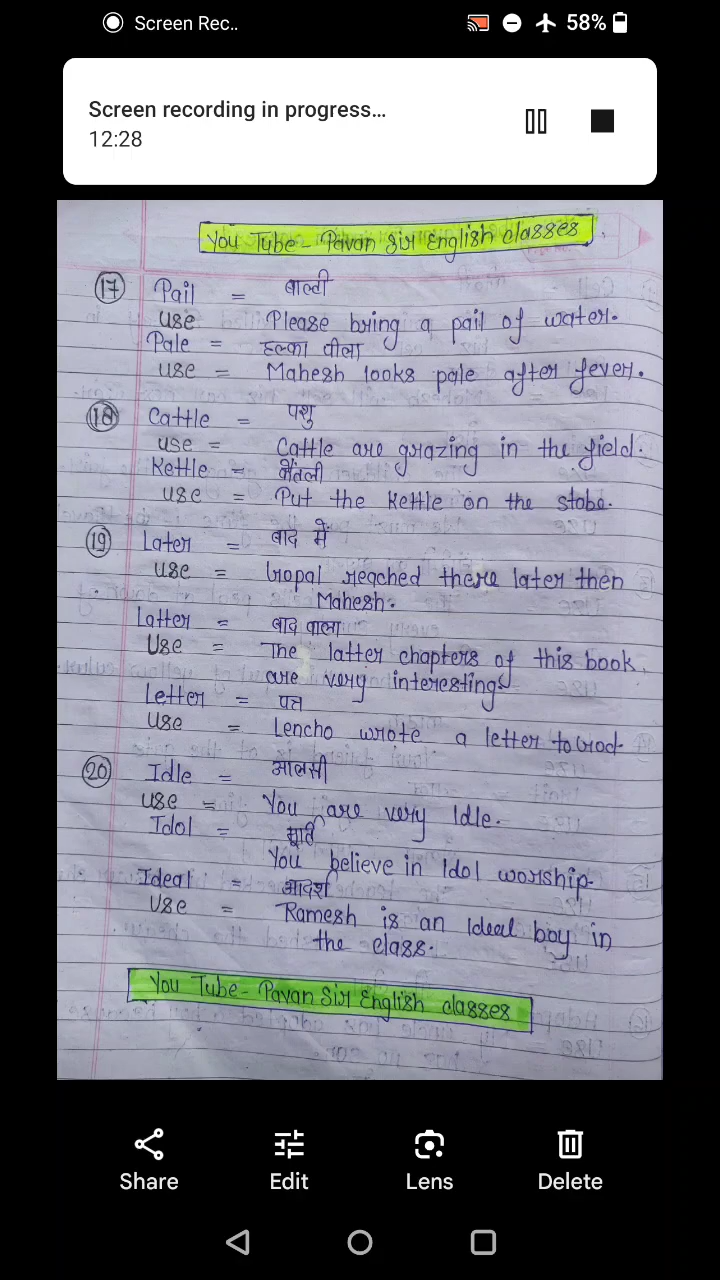 Screen Rec..
58%
Screen recording in progress...
12:28
You Tube - Pavan Sir English classes
17 Pail = बाल्टी
use Please bring a pail of water.
Pale = हल्का पीला
use = Mahesh looks pale after fever.
18 Cattle = पशु
use = Cattle are grazing in the field.
Kettle = केंतली
use = Put the Kettle on the stobe.
19 Later = बाद में
use = Gopal reached there later then
Mahesh.
Latter = बाद वाला
Use = The latter chapters of this book
are very interesting
Letter = पत्र
Use = Lencho wrote a letter to God.
20 Idle = आलसी
use = You are very Idle.
Idol = मूर्ति
You believe in Idol worship.
Ideal = आदर्श
Use = Ramesh is an Ideal boy in
the class.
You Tube - Pavan Sir English classes
Share Edit Lens Delete